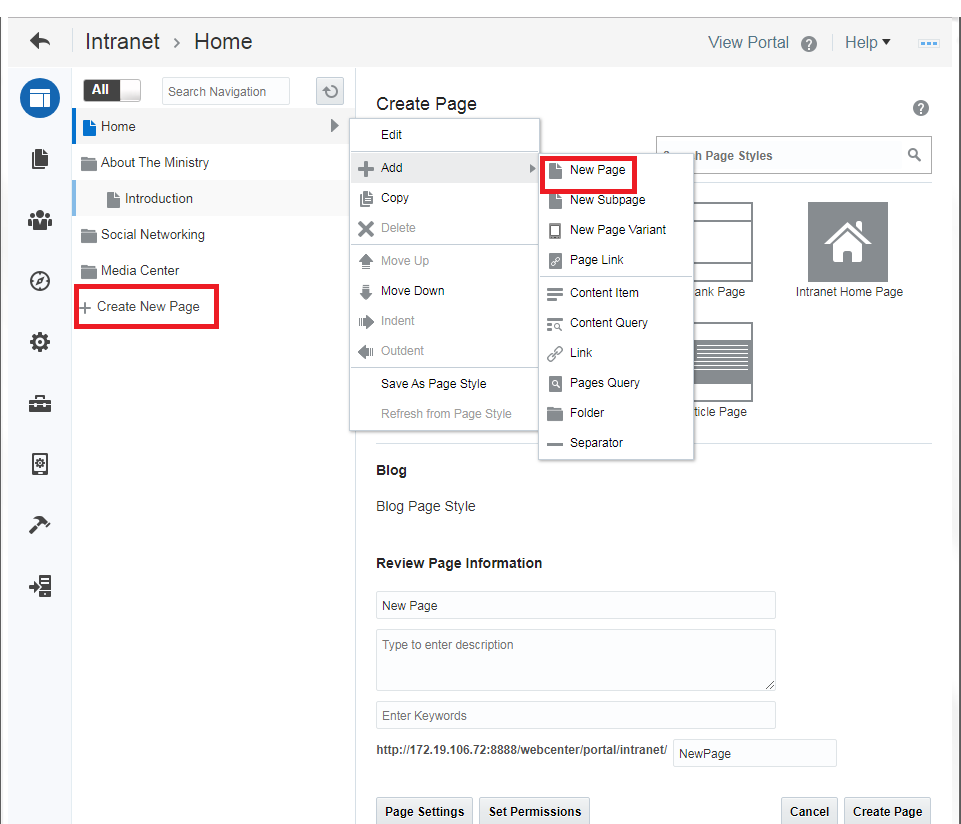 Intranet > Home
View Portal
Help
All
Search Navigation
Home
About The Ministry
Introduction
Social Networking
Media Center
+ Create New Page
Create Page
Edit
Add
Copy
Delete
Move Up
Move Down
Indent
Outdent
Save As Page Style
Refresh from Page Style
New Page
New Subpage
New Page Variant
Page Link
Content Item
Content Query
Link
Pages Query
Folder
Separator
Page Styles
Page
Intranet Home Page
Page
Blog
Blog Page Style
Review Page Information
New Page
Type to enter description
Enter Keywords
http://172.19.106.72:8888/webcenter/portal/intranet/
NewPage
Page Settings
Set Permissions
Cancel
Create Page